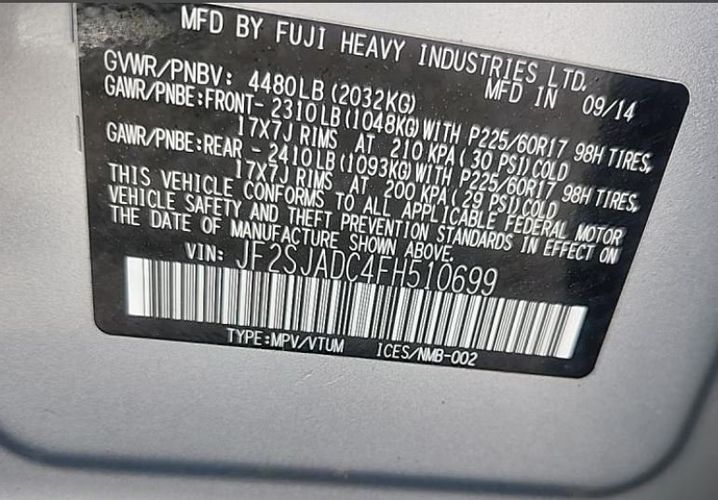 MFD BY FUJI HEAVY INDUSTRIES LTD.
GVWR/PNBV: 4480LB(2032KG) MFD IN 09/14
GAWR/PNBE:FRONT- 2310LB(1048KG)WITH P225/60R17 98H TIRES,
17X7J RIMS AT 210 KPA(30 PSI)COLD
GAWR/PNBE:REAR - 2410LB(1093KG)WITH P225/60R17 98H TIRES,
17X7J RIMS AT 200 KPA(29 PSI)COLD
THIS VEHICLE CONFORMS TO ALL APPLICABLE FEDERAL MOTOR
VEHICLE SAFETY AND THEFT PREVENTION STANDARDS IN EFFECT ON
THE DATE OF MANUFACTURE SHOWN ABOVE.
VIN: JF2SJADC4FH510699
TYPE:MPV/VTUM ICES/NMB-002